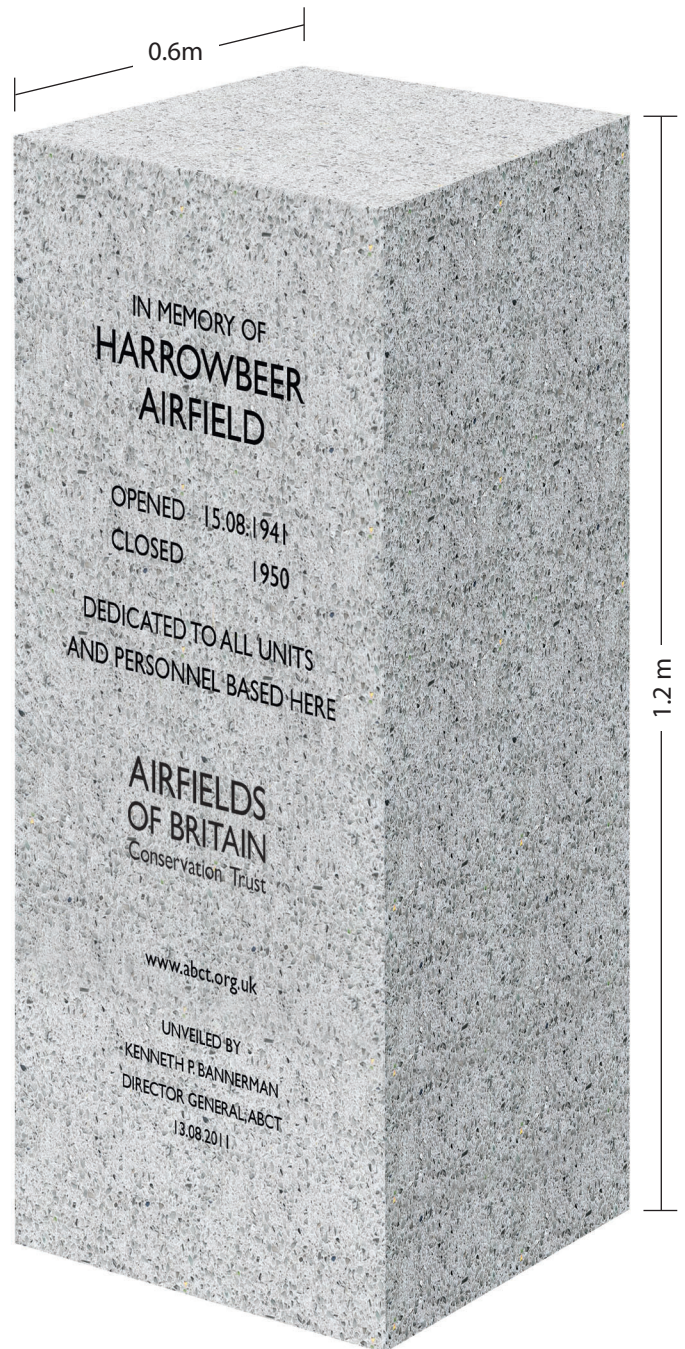 0.6m
IN MEMORY OF
HARROWBEER
AIRFIELD
OPENED 15:08:1941
CLOSED 1950
DEDICATED TO ALL UNITS
AND PERSONNEL BASED HERE
1.2 m
AIRFIELDS
OF BRITAIN
Conservation Trust
www.abct.org.uk
UNVEILED BY
KENNETH P. BANNERMAN
DIRECTOR GENERAL, ABCT
13.08.2011